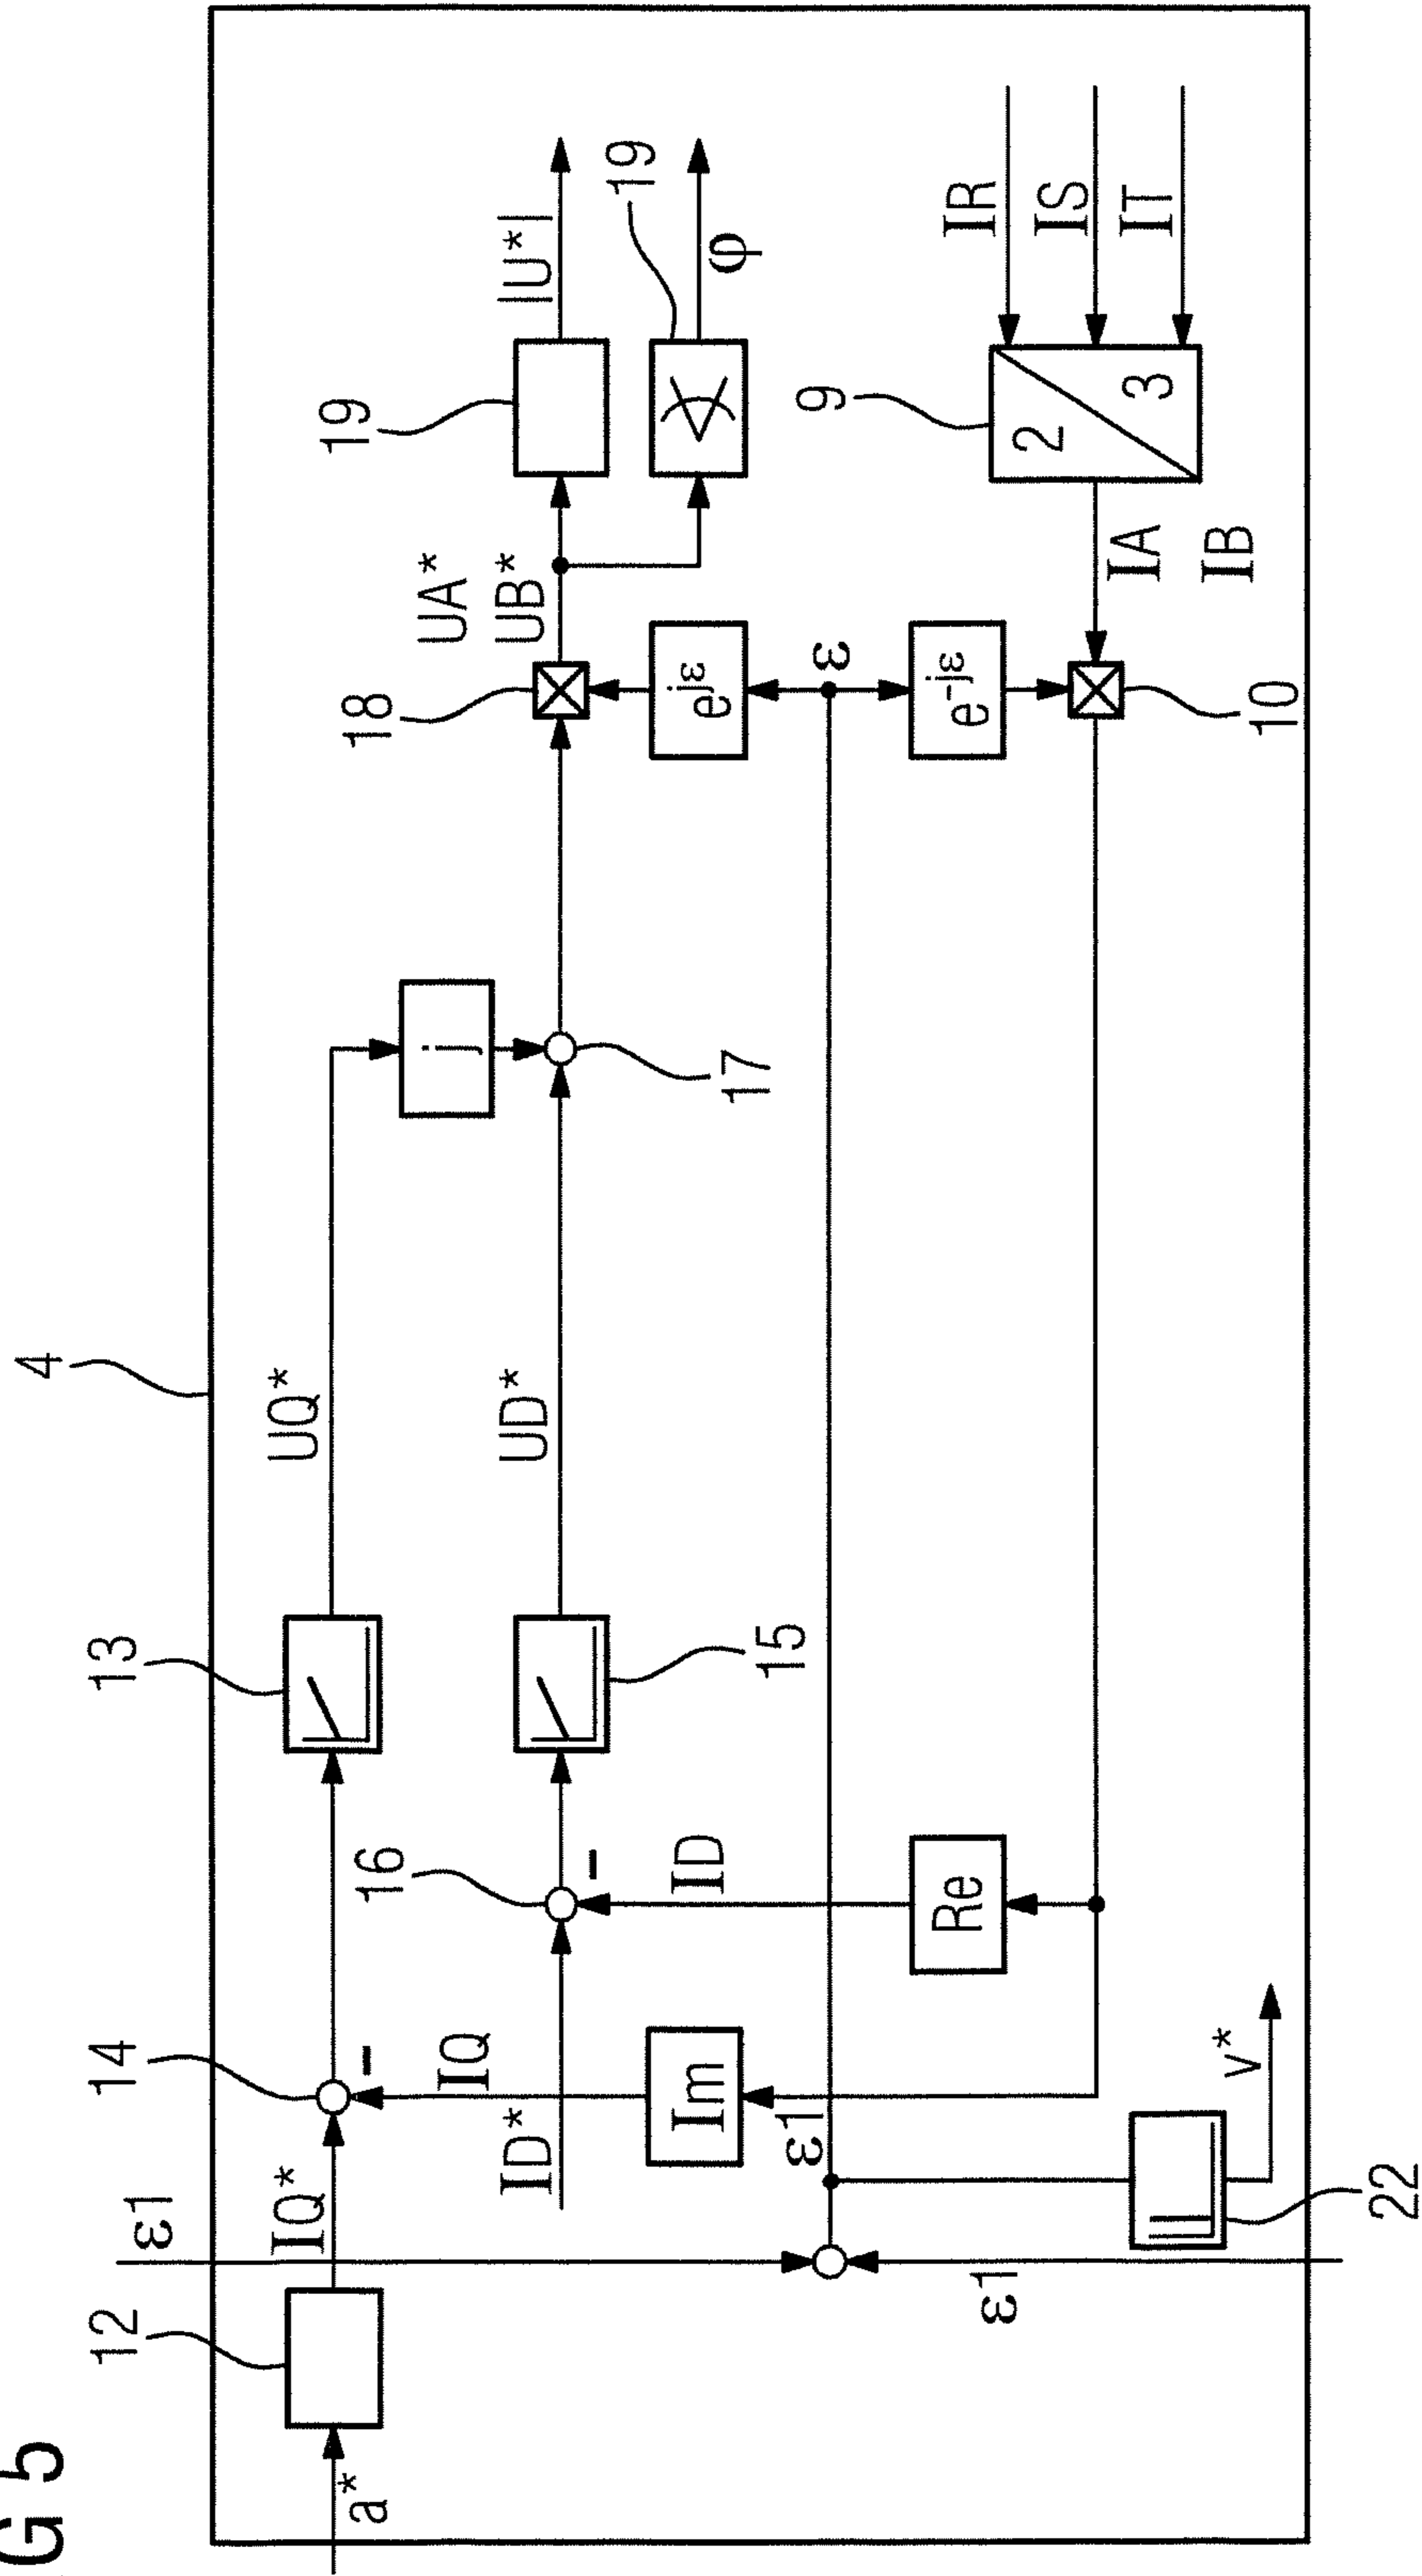 G 5
4
12
14
13
ε1
IQ*
UQ*
a*
16
18
19
IQ
j
UA*
ID*
UD*
UB*
|U*|
19
Im
ID
e^jε
φ
17
15
ε1
ε
9
Re
e^-jε
IR
ε1
2
3
IS
IA
IT
IB
v*
10
22